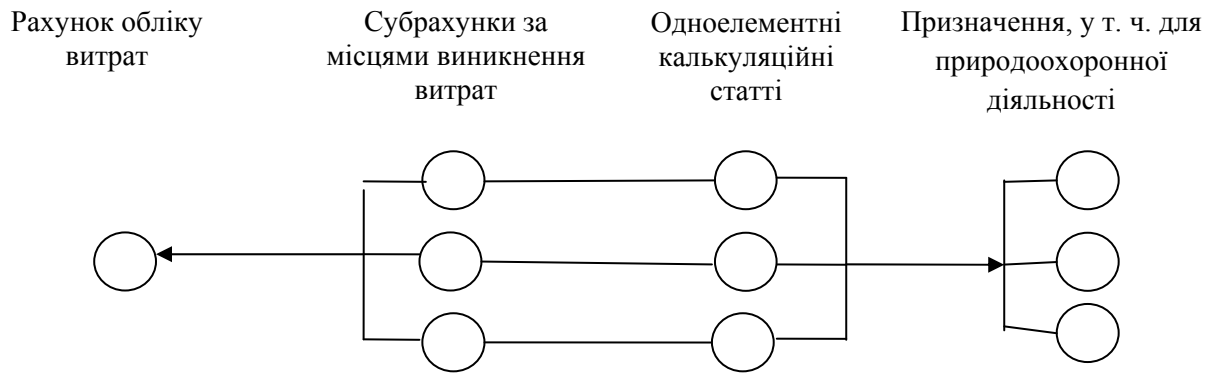 Рахунок обліку
витрат
Субрахунки за
місцями виникнення
витрат
Одноелементні
калькуляційні
статті
Призначення, у т. ч. для
природоохоронної
діяльності